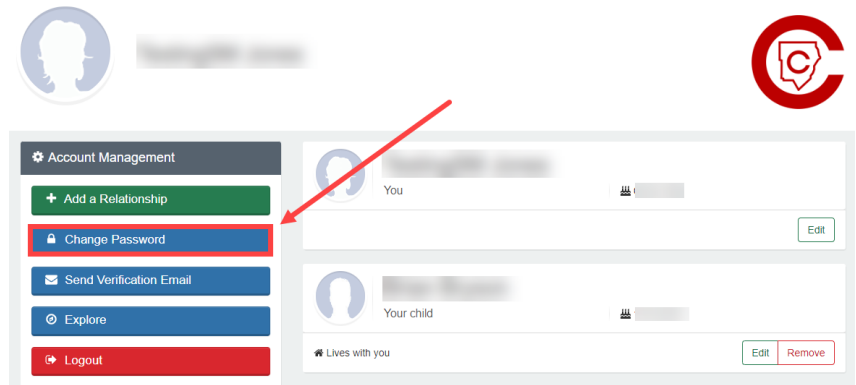 C
Account Management
Add a Relationship
Change Password
Send Verification Email
Explore
Logout
You
Edit
Your child
Lives with you
Edit Remove